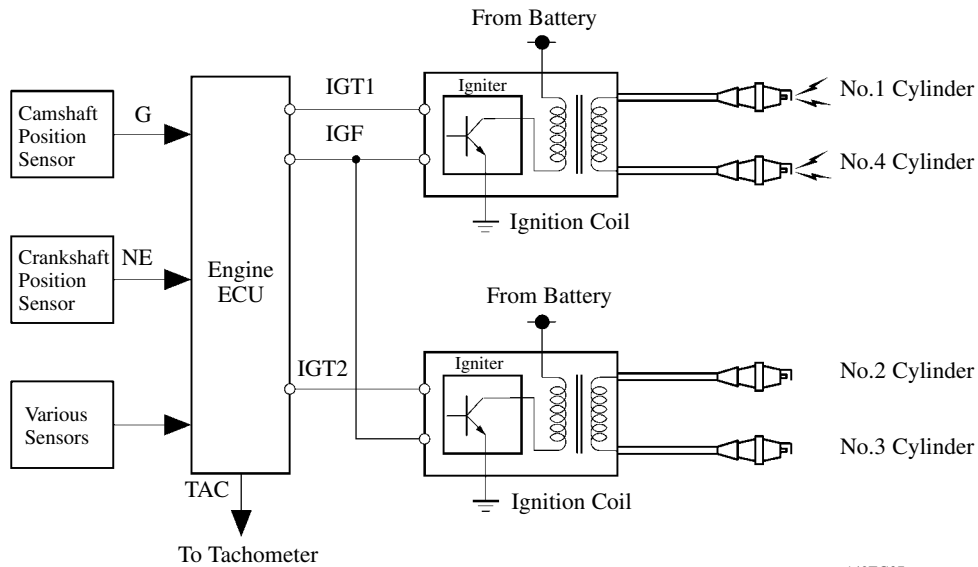 From Battery
Camshaft
Position
Sensor
G
IGT1
IGF
Igniter
No.1 Cylinder
No.4 Cylinder
Ignition Coil
Crankshaft
Position
Sensor
NE
Engine
ECU
From Battery
IGT2
Igniter
No.2 Cylinder
No.3 Cylinder
Various
Sensors
Ignition Coil
TAC
To Tachometer